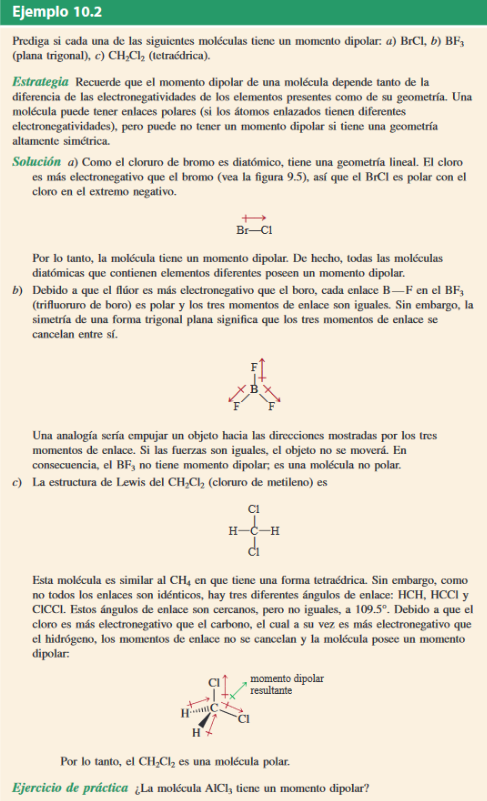 Ejemplo 10.2
Prediga si cada una de las siguientes moléculas tiene un momento dipolar: a) BrCl, b) BF₃
(plana trigonal), c) CH₂Cl₂ (tetraédrica).
Estrategia Recuerde que el momento dipolar de una molécula depende tanto de la
diferencia de las electronegatividades de los elementos presentes como de su geometría. Una
molécula puede tener enlaces polares (si los átomos enlazados tienen diferentes
electronegatividades), pero puede no tener un momento dipolar si tiene una geometría
altamente simétrica.
Solución a) Como el cloruro de bromo es diatómico, tiene una geometría lineal. El cloro
es más electronegativo que el bromo (vea la figura 9.5), así que el BrCl es polar con el
cloro en el extremo negativo.
Br—Cl
Por lo tanto, la molécula tiene un momento dipolar. De hecho, todas las moléculas
diatómicas que contienen elementos diferentes poseen un momento dipolar.
b) Debido a que el flúor es más electronegativo que el boro, cada enlace B—F en el BF₃
(trifluoruro de boro) es polar y los tres momentos de enlace son iguales. Sin embargo, la
simetría de una forma trigonal plana significa que los tres momentos de enlace se
cancelan entre sí.
F
B
F F
Una analogía sería empujar un objeto hacia las direcciones mostradas por los tres
momentos de enlace. Si las fuerzas son iguales, el objeto no se moverá. En
consecuencia, el BF₃ no tiene momento dipolar; es una molécula no polar.
c) La estructura de Lewis del CH₂Cl₂ (cloruro de metileno) es
Cl
H—C—H
Cl
Esta molécula es similar al CH₄ en que tiene una forma tetraédrica. Sin embargo, como
no todos los enlaces son idénticos, hay tres diferentes ángulos de enlace: HCH, HCCl y
ClCCl. Estos ángulos de enlace son cercanos, pero no iguales, a 109.5°. Debido a que el
cloro es más electronegativo que el carbono, el cual a su vez es más electronegativo que
el hidrógeno, los momentos de enlace no se cancelan y la molécula posee un momento
dipolar:
Cl momento dipolar
resultante
H C
Cl
H
Por lo tanto, el CH₂Cl₂ es una molécula polar.
Ejercicio de práctica ¿La molécula AlCl₃ tiene un momento dipolar?